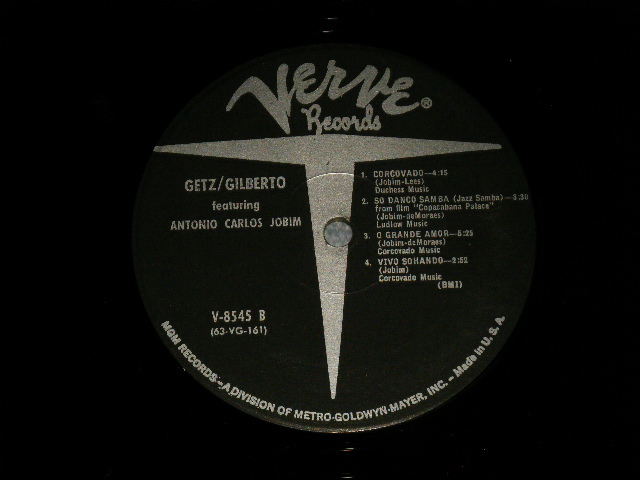 Verve®
Records
GETZ/GILBERTO
featuring
ANTONIO CARLOS JOBIM
1. CORCOVADO—4:15
(Jobim-Lees)
Duchess Music
2. SO DANCO SAMBA (Jazz Samba)—3:30
from film "Copacabana Palace"
(Jobim-deMoraes)
Ludlow Music
3. O GRANDE AMOR—5:25
(Jobim-deMoraes)
Corcovado Music
4. VIVO SOHANDO—2:52
(Jobim)
Corcovado Music
(BMI)
V-8545 B
(63-VG-161)
MGM RECORDS—A DIVISION OF METRO-GOLDWYN-MAYER, INC.—Made in U.S.A.